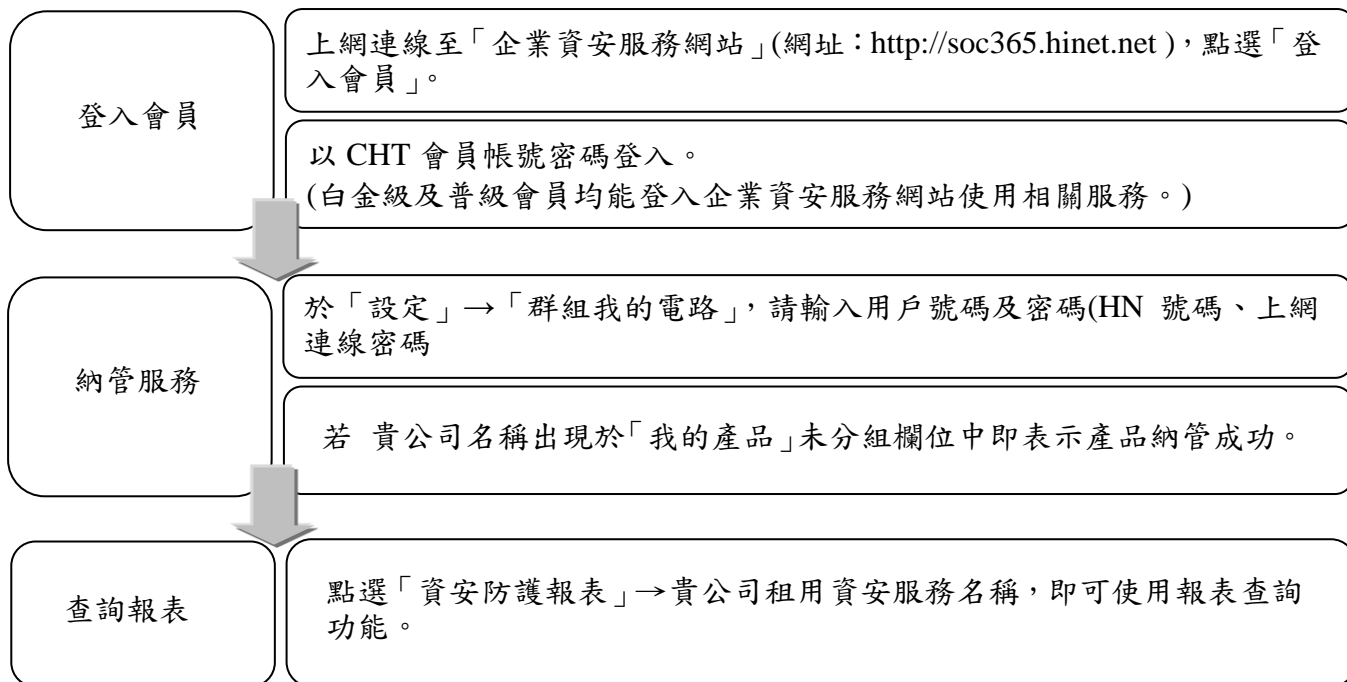 登入會員
上網連線至「企業資安服務網站」(網址：http://soc365.hinet.net )，點選「登
入會員」。
以 CHT 會員帳號密碼登入。
(白金級及普級會員均能登入企業資安服務網站使用相關服務。)
納管服務
於「設定」→「群組我的電路」，請輸入用戶號碼及密碼(HN 號碼、上網
連線密碼
若 貴公司名稱出現於「我的產品」未分組欄位中即表示產品納管成功。
查詢報表
點選「資安防護報表」→貴公司租用資安服務名稱，即可使用報表查詢
功能。